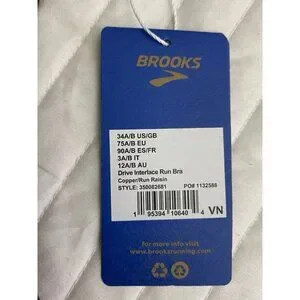 BROOKS
34A/B US/GB
75A/B EU
90A/B ES/FR
3A/B IT
12A/B AU
Drive Interlace Run Bra
Copper/Run Raisin
STYLE: 350082681 PO# 1132588
1 95394 10640 4 VN
for more info visit
www.brooksrunning.com